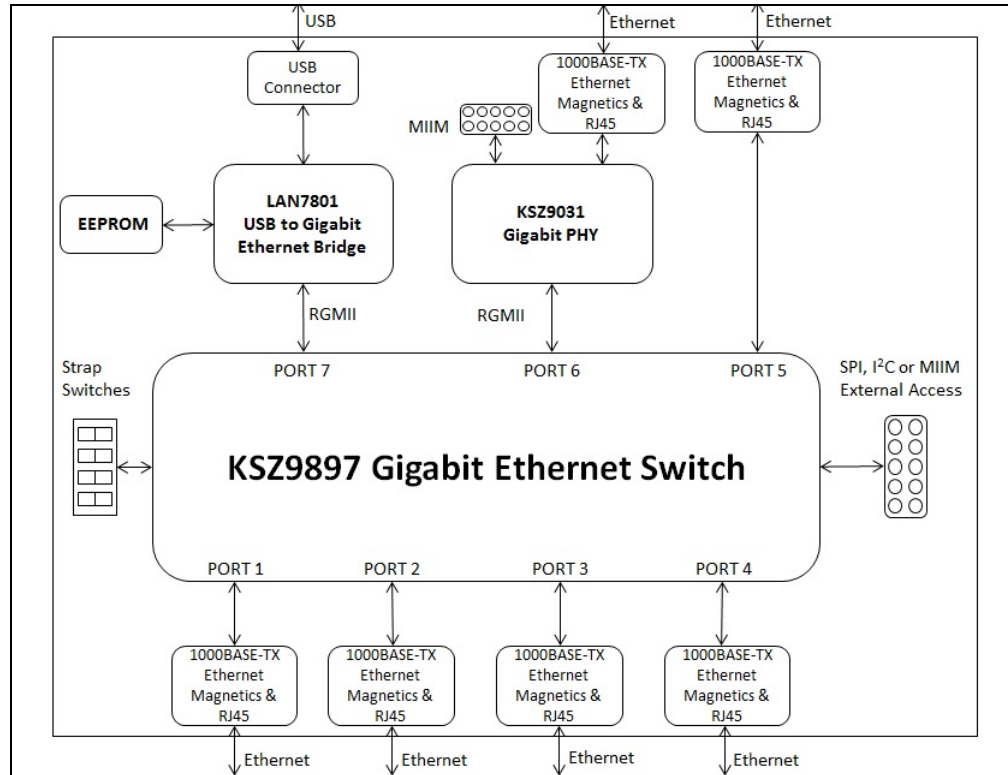 USB
Ethernet
Ethernet
USB
Connector
1000BASE-TX
Ethernet
Magnetics &
RJ45
1000BASE-TX
Ethernet
Magnetics &
RJ45
MIIM
EEPROM
LAN7801
USB to Gigabit
Ethernet Bridge
KSZ9031
Gigabit PHY
RGMII
RGMII
Strap
Switches
PORT 7
PORT 6
PORT 5
SPI, I²C or MIIM
External Access
KSZ9897 Gigabit Ethernet Switch
PORT 1
PORT 2
PORT 3
PORT 4
1000BASE-TX
Ethernet
Magnetics &
RJ45
1000BASE-TX
Ethernet
Magnetics &
RJ45
1000BASE-TX
Ethernet
Magnetics &
RJ45
1000BASE-TX
Ethernet
Magnetics &
RJ45
Ethernet
Ethernet
Ethernet
Ethernet